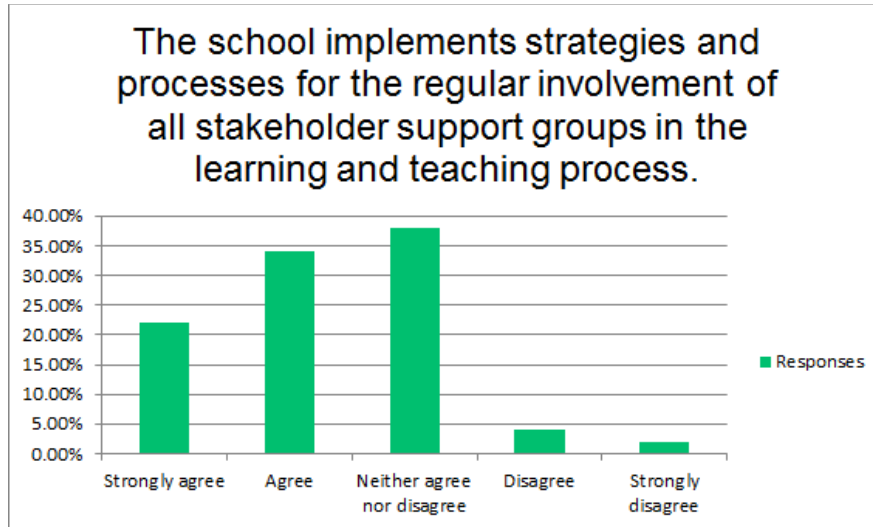 The school implements strategies and
processes for the regular involvement of
all stakeholder support groups in the
learning and teaching process.
40.00%
35.00%
30.00%
25.00%
20.00%
15.00%
10.00%
5.00%
0.00%
Strongly agree
Agree
Neither agree
nor disagree
Disagree
Strongly
disagree
Responses